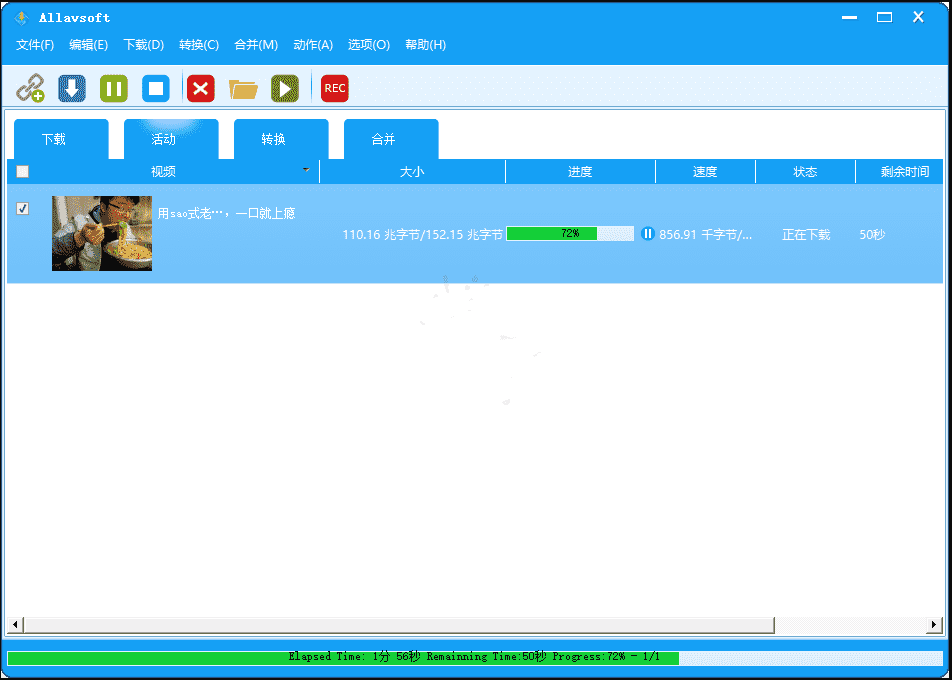 Allavsoft
文件(F) 编辑(E) 下载(D) 转换(C) 合并(M) 动作(A) 选项(O) 帮助(H)
REC
下载 活动 转换 合并
视频 大小 进度 速度 状态 剩余时间
用sao式老…，一口就上瘾
110.16 兆字节/152.15 兆字节 72% 856.91 千字节/... 正在下载 50秒
Elapsed Time: 1分 56秒 Remainning Time:50秒 Progress:72% - 1/1